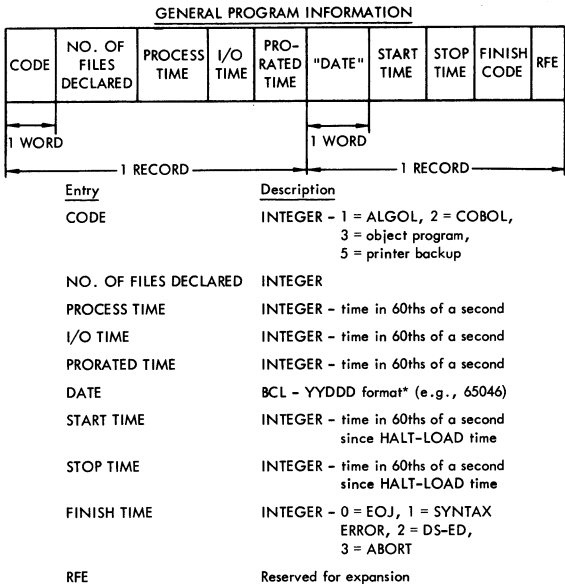 GENERAL PROGRAM INFORMATION
CODE
NO. OF
FILES
DECLARED
PROCESS
TIME
I/O
TIME
PRO-
RATED
TIME
"DATE"
START
TIME
STOP
TIME
FINISH
CODE
RFE
1 WORD
1 WORD
1 RECORD
1 RECORD
Entry Description
CODE INTEGER - 1 = ALGOL, 2 = COBOL,
3 = object program,
5 = printer backup
NO. OF FILES DECLARED INTEGER
PROCESS TIME INTEGER - time in 60ths of a second
I/O TIME INTEGER - time in 60ths of a second
PRORATED TIME INTEGER - time in 60ths of a second
DATE BCL - YYDDD format* (e.g., 65046)
START TIME INTEGER - time in 60ths of a second
since HALT-LOAD time
STOP TIME INTEGER - time in 60ths of a second
since HALT-LOAD time
FINISH TIME INTEGER - 0 = EOJ, 1 = SYNTAX
ERROR, 2 = DS-ED,
3 = ABORT
RFE Reserved for expansion